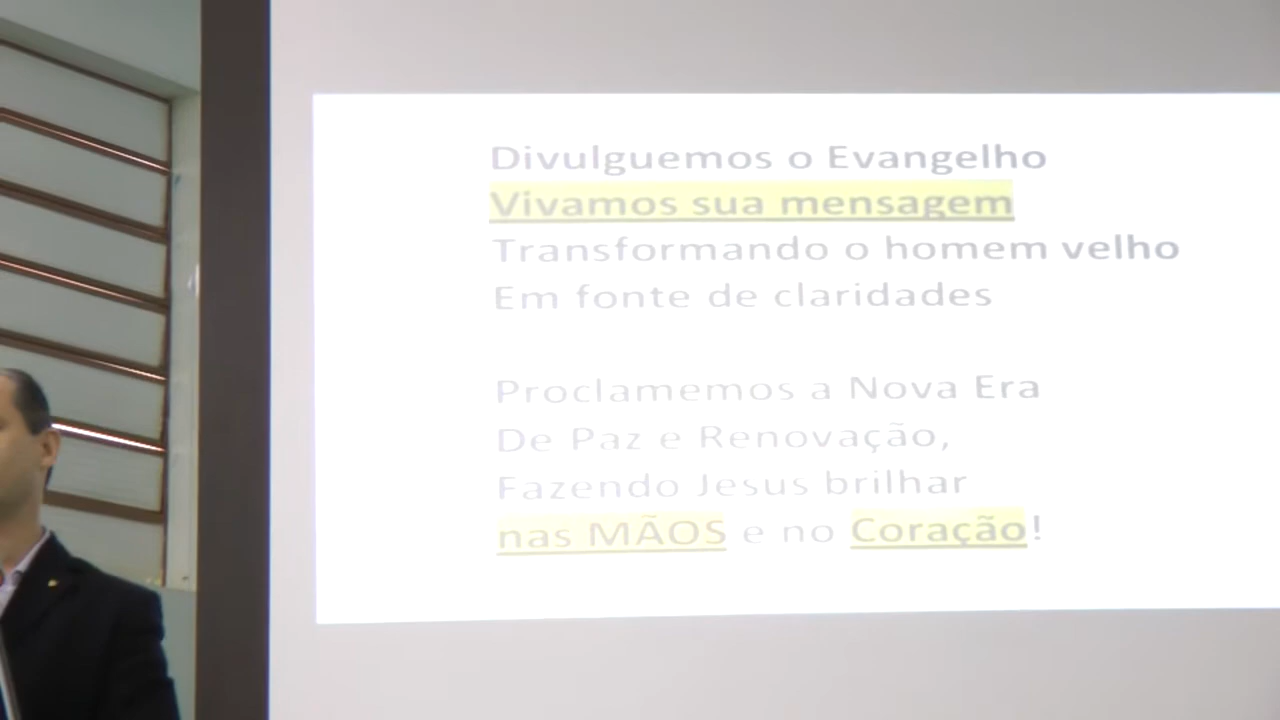 Divulguemos o Evangelho
Vivamos sua mensagem
Transformando o homem velho
Em fonte de claridades
Proclamemos a Nova Era
De Paz e Renovação,
Fazendo Jesus brilhar
nas MÃOS e no Coração!